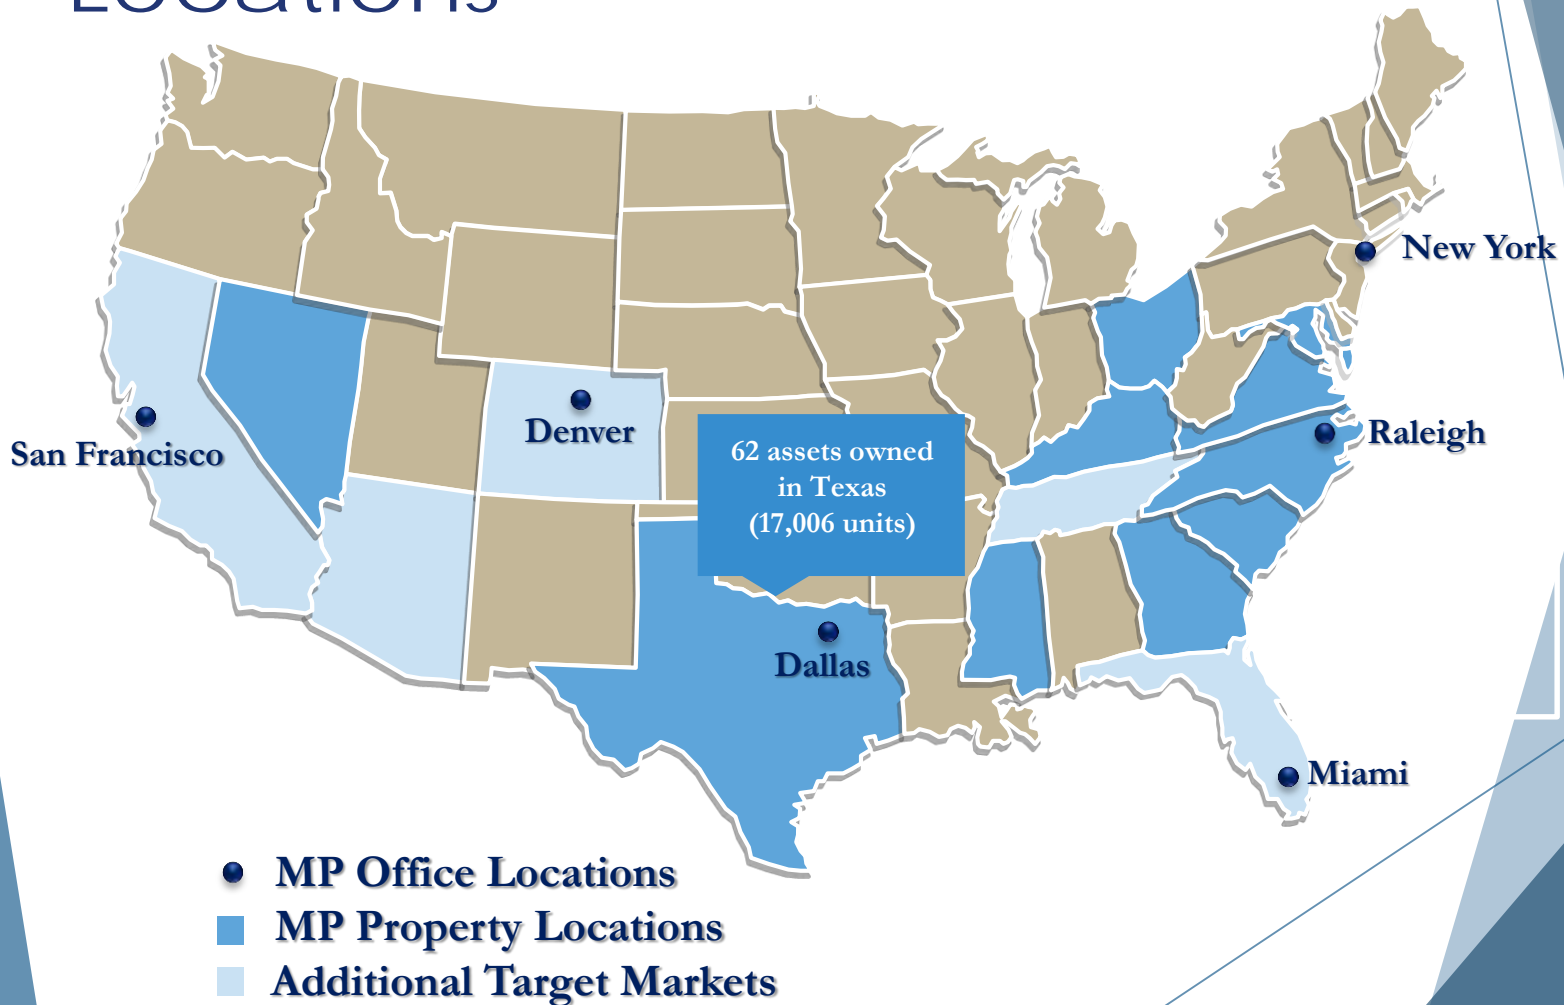 Locations
New York
San Francisco
Denver
62 assets owned
in Texas
(17,006 units)
Raleigh
Dallas
Miami
MP Office Locations
MP Property Locations
Additional Target Markets